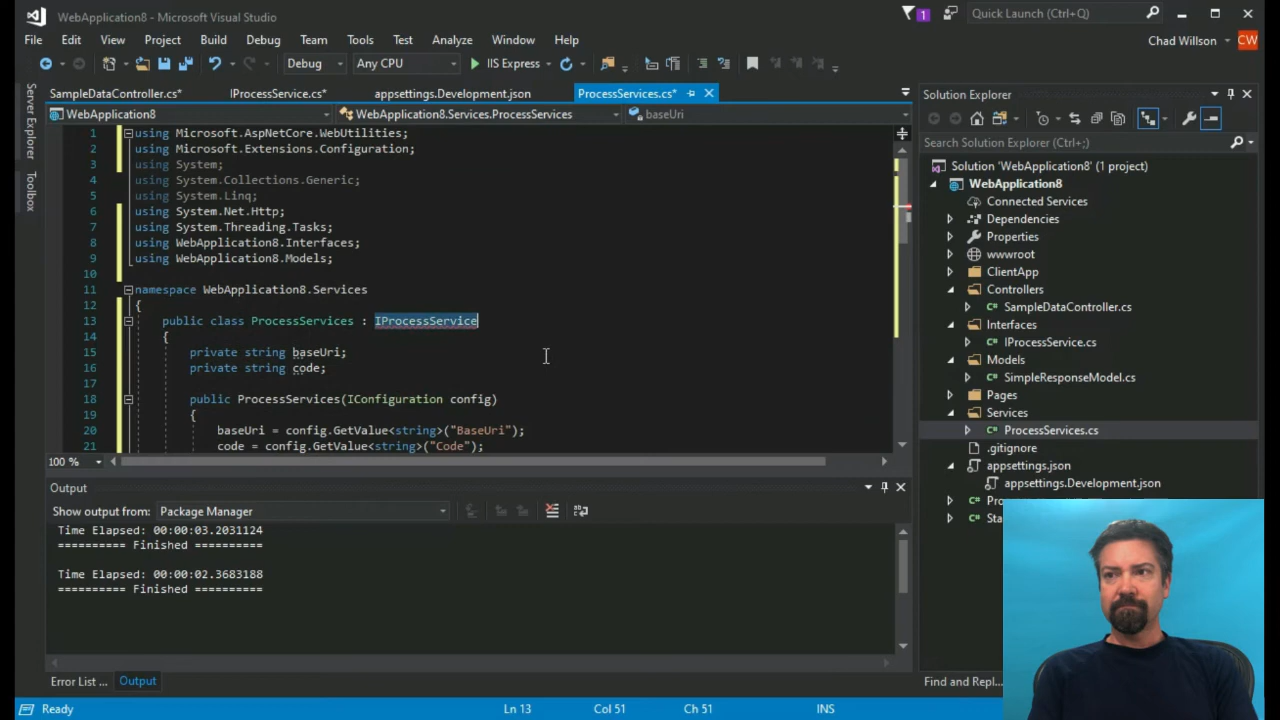 WebApplication8 - Microsoft Visual Studio
1
Quick Launch (Ctrl+Q)
File Edit View Project Build Debug Team Tools Test Analyze Window Help
Chad Willson CW
Debug Any CPU IIS Express
Server Explorer
Toolbox
SampleDataController.cs* IProcessService.cs* appsettings.Development.json ProcessServices.cs*
WebApplication8 WebApplication8.Services.ProcessServices baseUri
1 using Microsoft.AspNetCore.WebUtilities;
2 using Microsoft.Extensions.Configuration;
3 using System;
4 using System.Collections.Generic;
5 using System.Linq;
6 using System.Net.Http;
7 using System.Threading.Tasks;
8 using WebApplication8.Interfaces;
9 using WebApplication8.Models;
10
11 namespace WebApplication8.Services
12 {
13 public class ProcessServices : IProcessService
14 {
15 private string baseUri;
16 private string code;
17
18 public ProcessServices(IConfiguration config)
19 {
20 baseUri = config.GetValue<string>("BaseUri");
21 code = config.GetValue<string>("Code");
100 %
Output
Show output from: Package Manager
Time Elapsed: 00:00:03.2031124
========== Finished ==========
Time Elapsed: 00:00:02.3683188
========== Finished ==========
Error List ... Output
Solution Explorer
Search Solution Explorer (Ctrl+;)
Solution 'WebApplication8' (1 project)
WebApplication8
Connected Services
Dependencies
Properties
wwwroot
ClientApp
Controllers
C# SampleDataController.cs
Interfaces
C# IProcessService.cs
Models
C# SimpleResponseModel.cs
Pages
Services
C# ProcessServices.cs
.gitignore
appsettings.json
appsettings.Development.json
C# Pro
C# Sta
Find and Repl...
Ready Ln 13 Col 51 Ch 51 INS